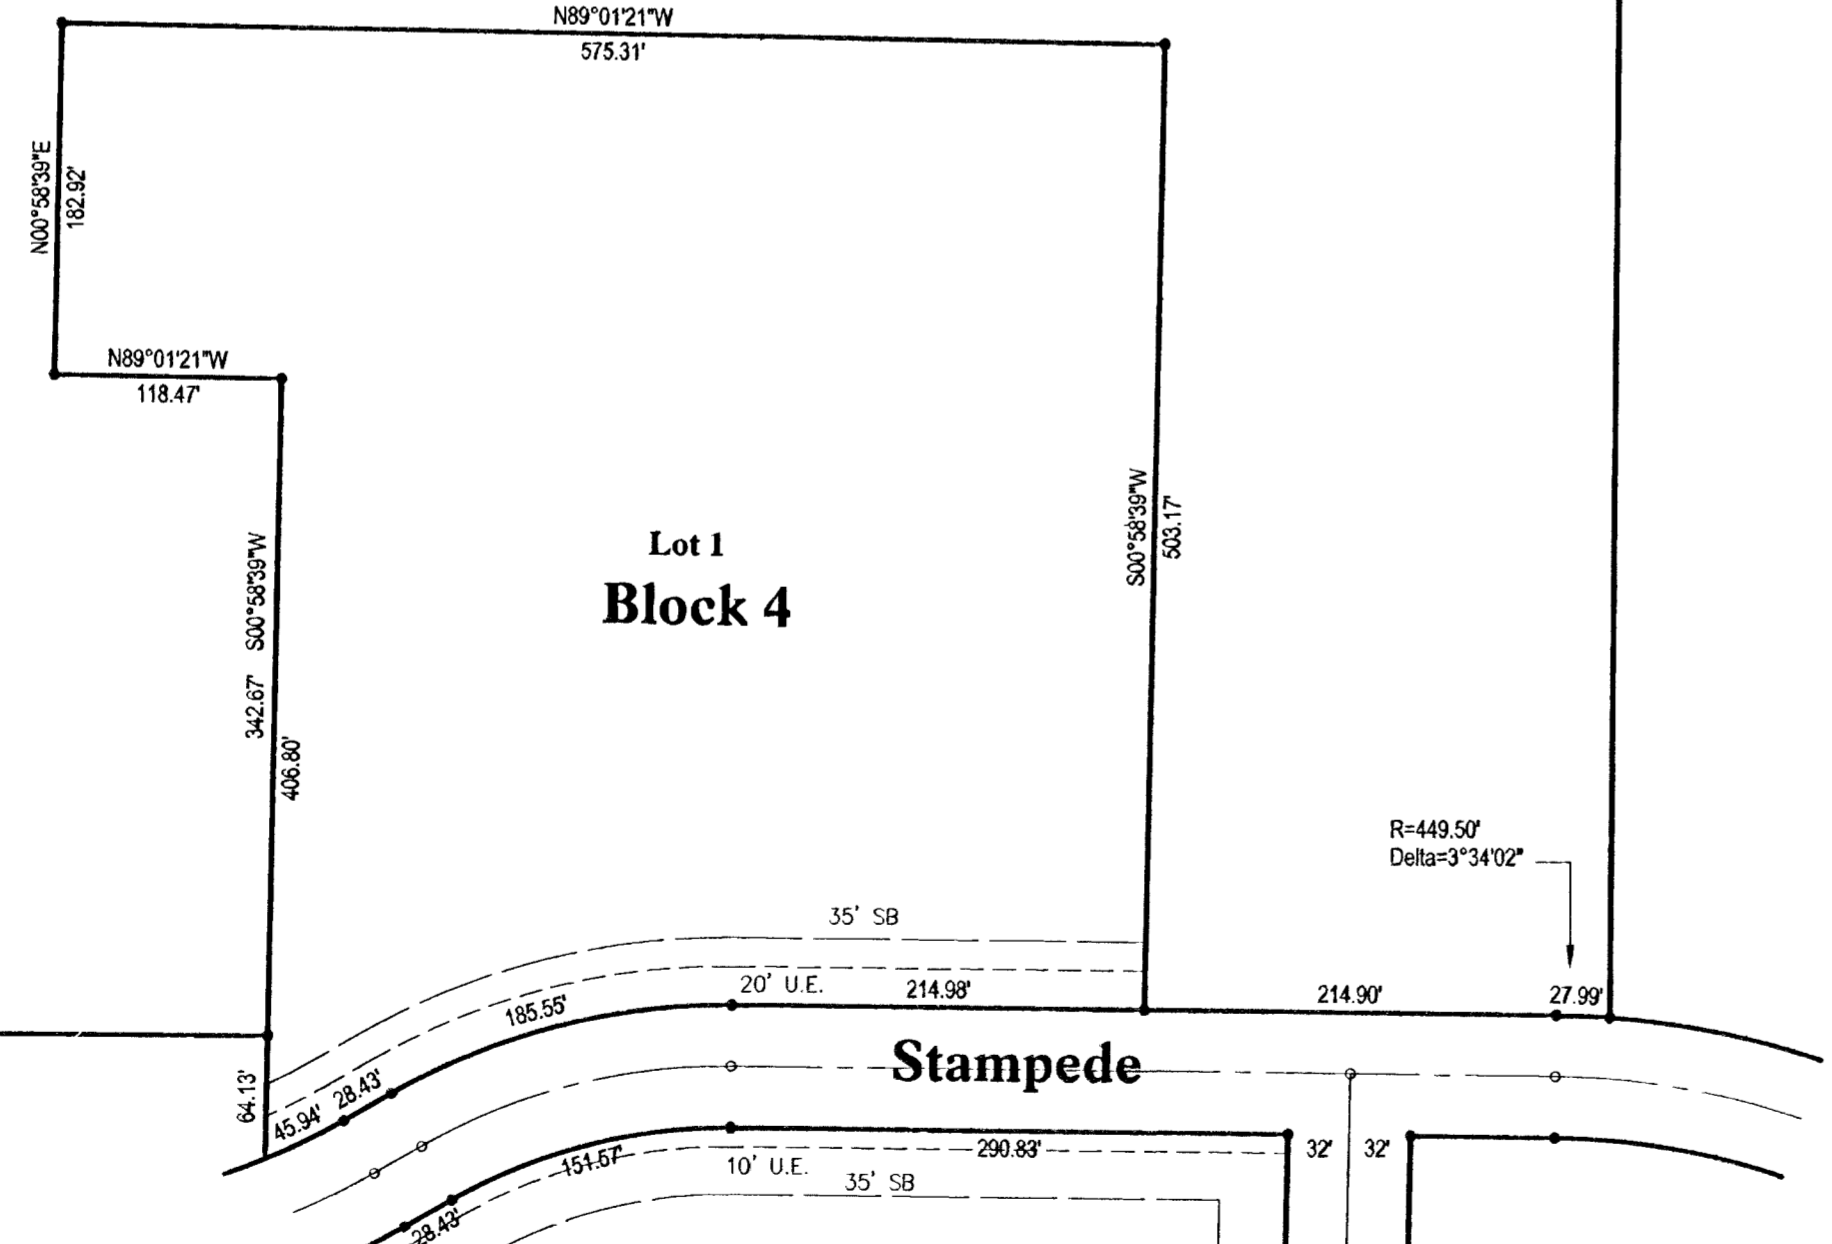 N89°01'21"W
575.31'
N00°58'39"E
182.92'
N89°01'21"W
118.47'
S00°58'39"W
503.17'
Lot 1
Block 4
342.67' S00°58'39"W
406.80'
R=449.50'
Delta=3°34'02"
35' SB
20' U.E.
214.98'
185.55'
214.90'
27.99'
Stampede
64.13'
45.94'
28.43'
290.83'
32'
32'
151.67'
10' U.E.
35' SB
28.43'